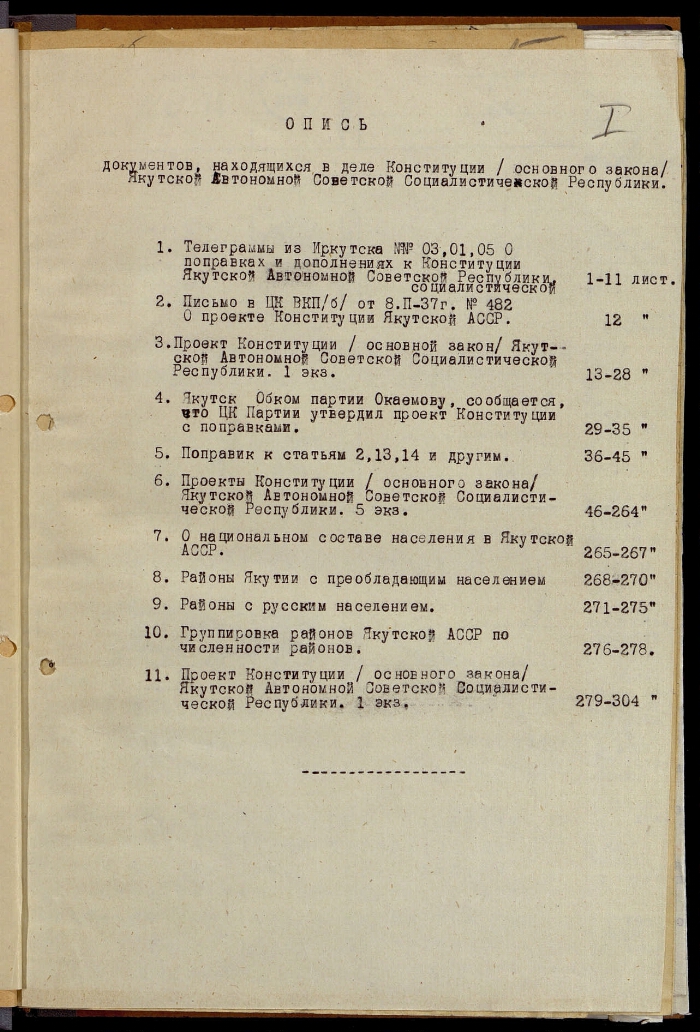 I
ОПИСЬ
документов, находящихся в деле Конституции / основного закона/
Якутской Автономной Советской Социалистической Республики.
1. Телеграммы из Иркутска №№ 03,01,05 О
поправках и дополнениях к Конституции
Якутской Автономной Советской Республики,
социалистической 1-11 лист.
2. Письмо в ЦК ВКП/б/ от 8.П-37г. № 482
О проекте Конституции Якутской АССР. 12 "
3.Проект Конституции / основной закон/ Якут-
ской Автономной Советской Социалистической
Республики. 1 экз. 13-28 "
4. Якутск Обком партии Окаемову, сообщается,
что ЦК Партии утвердил проект Конституции
с поправками. 29-35 "
5. Поправик к статьям 2,13,14 и другим. 36-45 "
6. Проекты Конституции / основного закона/
Якутской Автономной Советской Социалисти-
ческой Республики. 5 экз. 46-264"
7. О национальном составе населения в Якутской
АССР. 265-267"
8. Районы Якутии с преобладающим населением 268-270"
9. Районы с русским населением. 271-275"
10. Группировка районов Якутской АССР по
численности районов. 276-278.
11. Проект Конституции / основного закона/
Якутской Автономной Советской Социалисти-
ческой Республики. 1 экз. 279-304 "